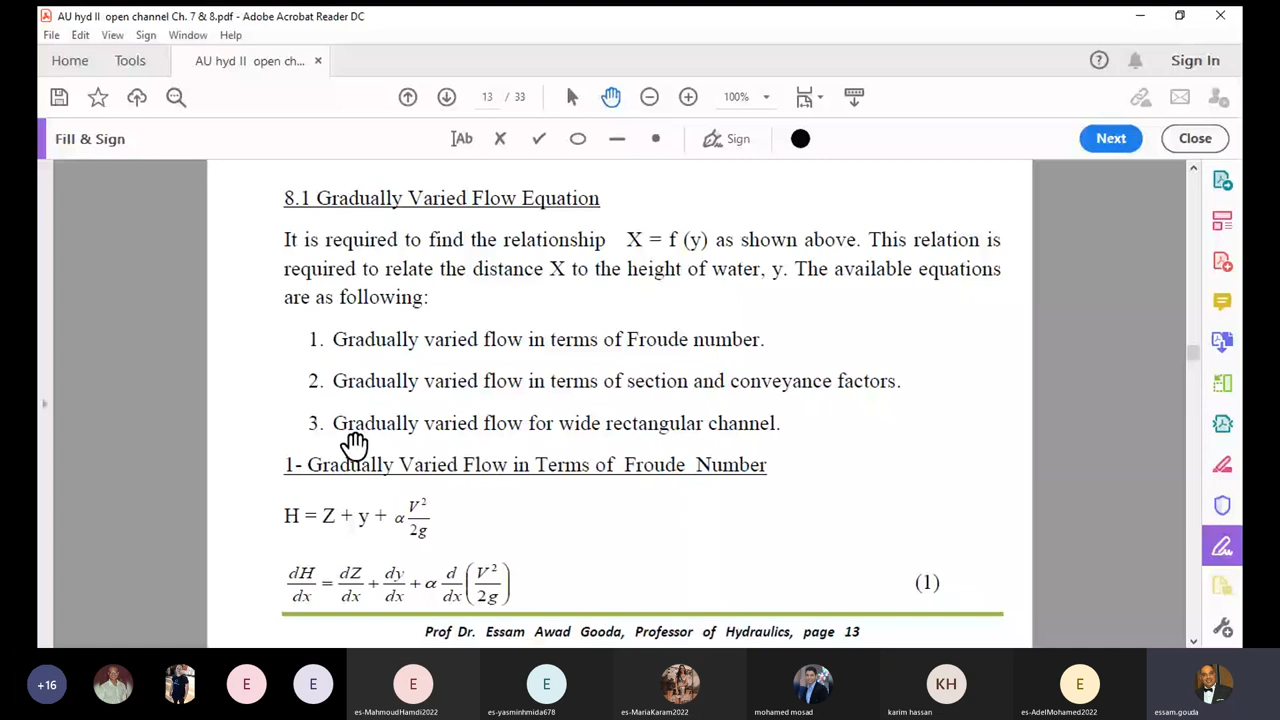 AU hyd II open channel Ch. 7 & 8.pdf - Adobe Acrobat Reader DC
File Edit View Sign Window Help
Home Tools AU hyd II open ch... × Sign In
13 / 33 100%
Fill & Sign Ab Sign Next Close
8.1 Gradually Varied Flow Equation
It is required to find the relationship X = f (y) as shown above. This relation is
required to relate the distance X to the height of water, y. The available equations
are as following:
1. Gradually varied flow in terms of Froude number.
2. Gradually varied flow in terms of section and conveyance factors.
3. Gradually varied flow for wide rectangular channel.
1- Gradually Varied Flow in Terms of Froude Number
H = Z + y + α V²/2g
dH/dx = dZ/dx + dy/dx + α d/dx (V²/2g) (1)
Prof Dr. Essam Awad Gooda, Professor of Hydraulics, page 13
+16 E E E E KH E
es-MahmoudHamdi2022 es-yasminhmida678 es-MariaKaram2022 mohamed mosad karim hassan es-AdelMohamed2022 essam.gouda